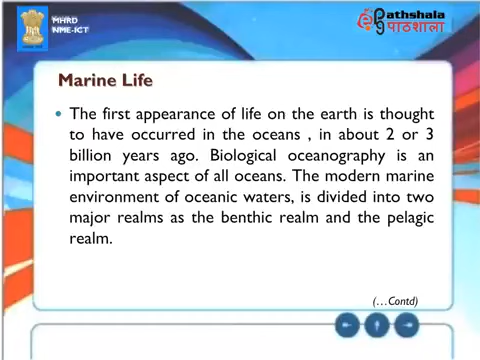 MHRD
NME-ICT
Pathshala
पाठशाला
Marine Life
• The first appearance of life on the earth is thought
to have occurred in the oceans , in about 2 or 3
billion years ago. Biological oceanography is an
important aspect of all oceans. The modern marine
environment of oceanic waters, is divided into two
major realms as the benthic realm and the pelagic
realm.
(…Contd)